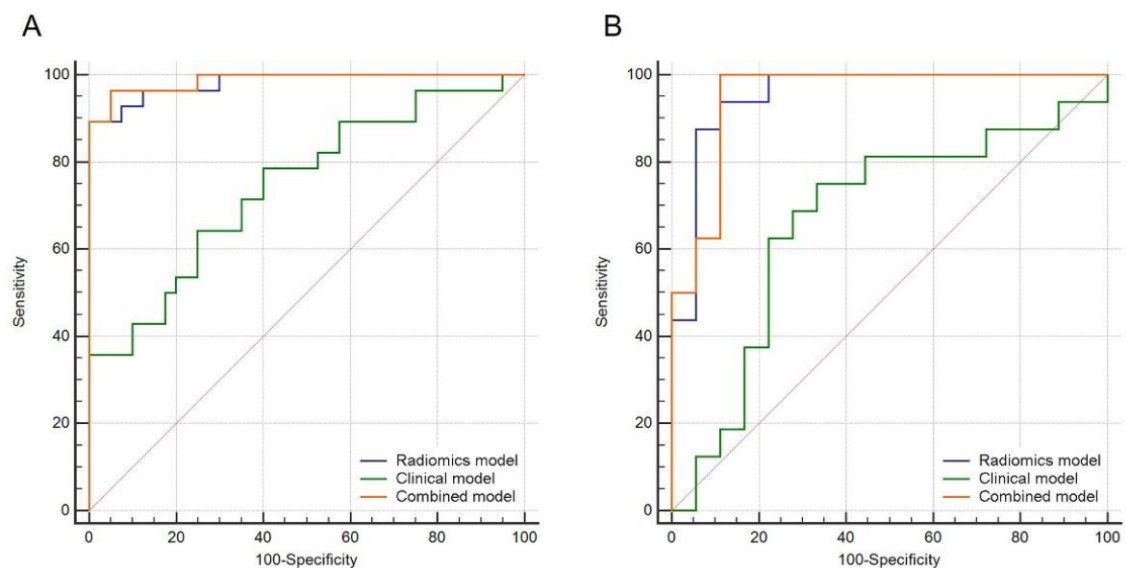 A
100
80
60
40
20
0
Sensitivity
Radiomics model
Clinical model
Combined model
0 20 40 60 80 100
100-Specificity
B
100
80
60
40
20
0
Sensitivity
Radiomics model
Clinical model
Combined model
0 20 40 60 80 100
100-Specificity